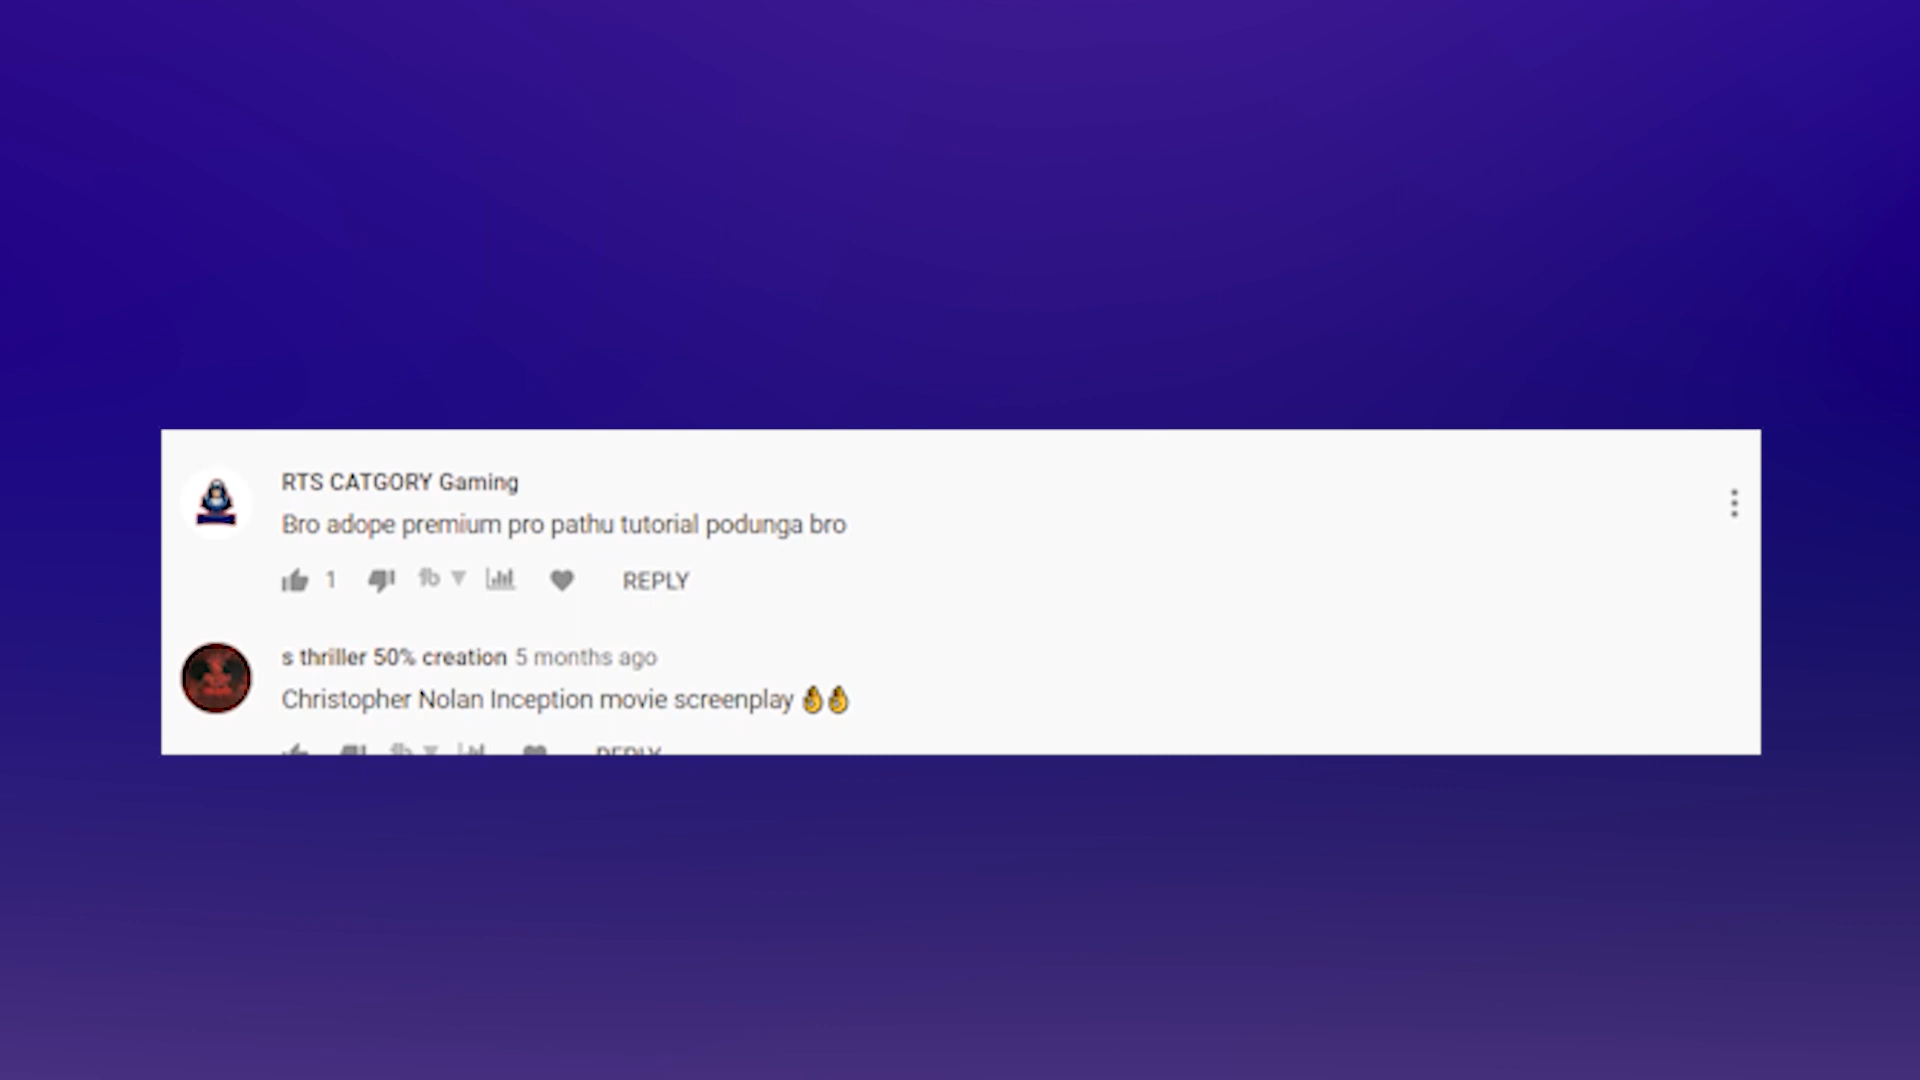 RTS CATGORY Gaming
Bro adope premium pro pathu tutorial podunga bro
1 REPLY
s thriller 50% creation 5 months ago
Christopher Nolan Inception movie screenplay 👌👌
REPLY